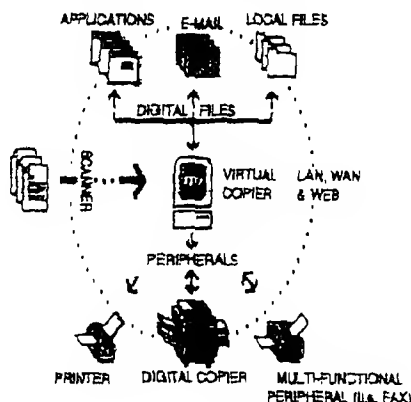 APPLICATIONS
E-MAIL
LOCAL FILES
DIGITAL FILES
SCANNER
VIRTUAL
COPIER
LAN, WAN
& WEB
PERIPHERALS
PRINTER
DIGITAL COPIER
MULTI-FUNCTIONAL
PERIPHERAL (I.E. FAX)